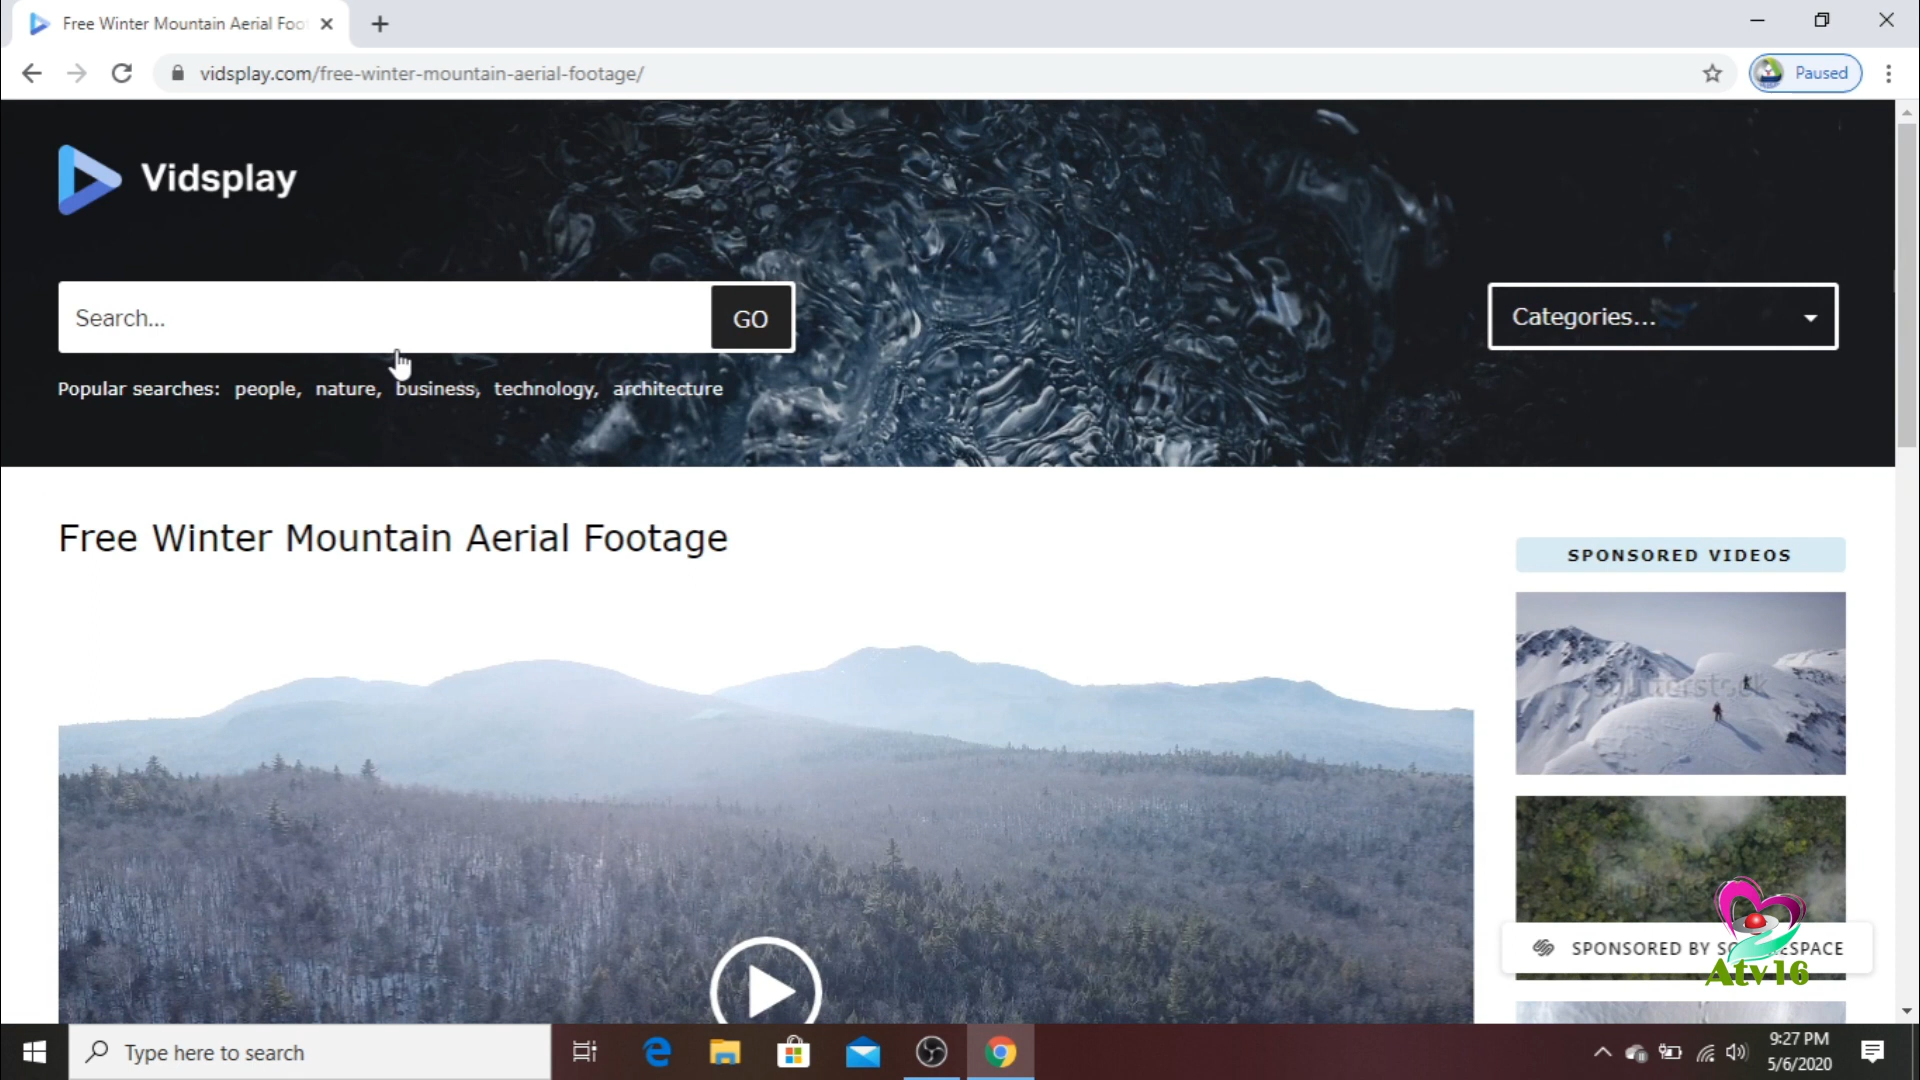 Free Winter Mountain Aerial Foo
vidsplay.com/free-winter-mountain-aerial-footage/
Paused
Vidsplay
Search...
GO
Categories...
Popular searches: people, nature, business, technology, architecture
Free Winter Mountain Aerial Footage
SPONSORED VIDEOS
SPONSORED BY
Atv16
Type here to search
9:27 PM
5/6/2020